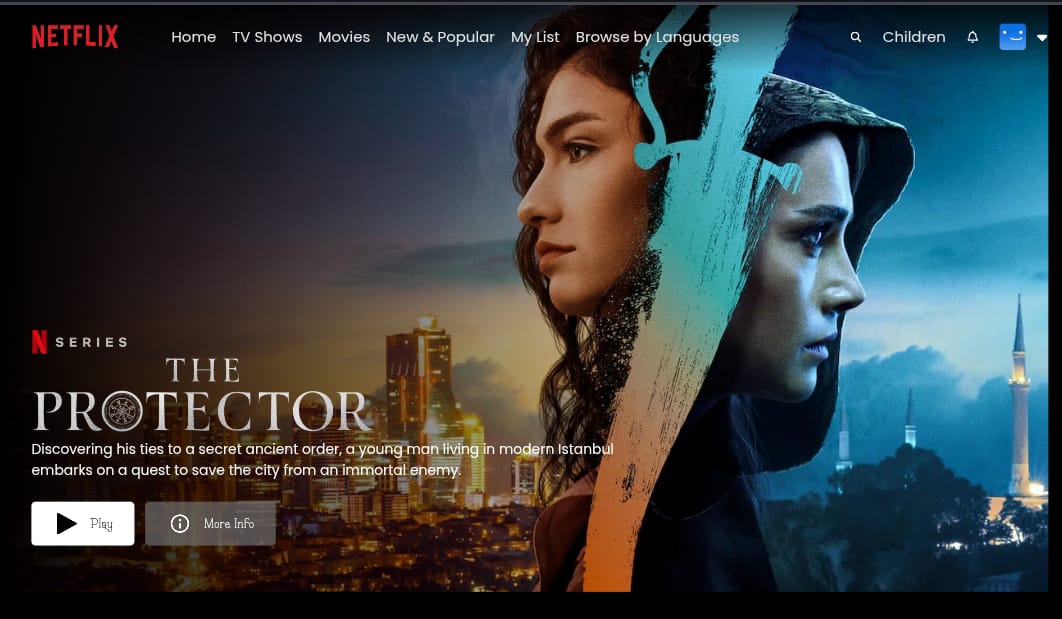 NETFLIX Home TV Shows Movies New & Popular My List Browse by Languages Children
N SERIES
THE
PROTECTOR
Discovering his ties to a secret ancient order, a young man living in modern Istanbul
embarks on a quest to save the city from an immortal enemy.
Play More Info